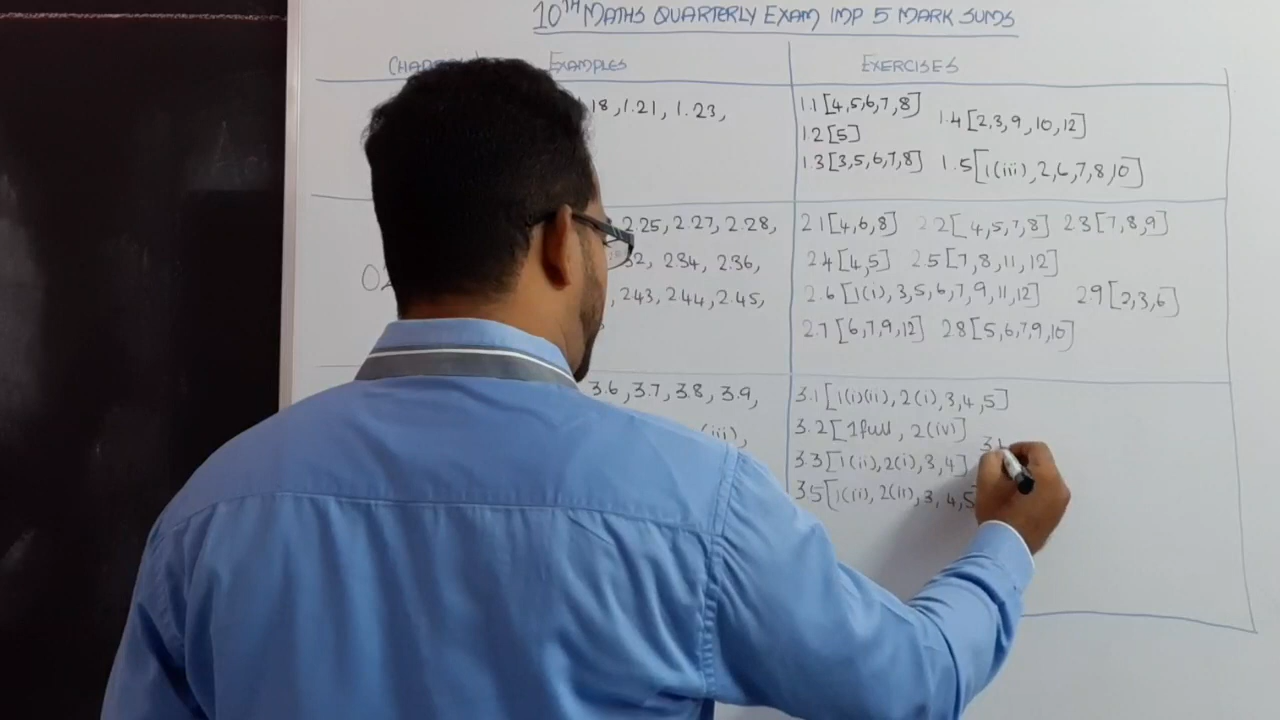 10TH MATHS QUARTERLY EXAM IMP 5 MARK SUMS
EXAMPLES EXERCISES
18, 1.21, 1.23,
1.1[4,5,6,7,8] 1.4[2,3,9,10,12]
1.2[5]
1.3[3,5,6,7,8] 1.5[1(iii),2,6,7,8,10]
02
2.25, 2.27, 2.28,
32, 2.34, 2.36,
2.43, 2.44, 2.45,
2.1[4,6,8] 2.2[4,5,7,8] 2.3[7,8,9]
2.4[4,5] 2.5[7,8,11,12]
2.6[1(i),3,5,6,7,9,11,12] 2.9[2,3,6]
2.7[6,7,9,12] 2.8[5,6,7,9,10]
3.6, 3.7, 3.8, 3.9,
(iii),
3.1[1(i)(ii), 2(i), 3,4,5]
3.2[1full, 2(iv)]
3.3[1(ii),2(i),3,4]
3.5[1(ii), 2(ii), 3, 4,5